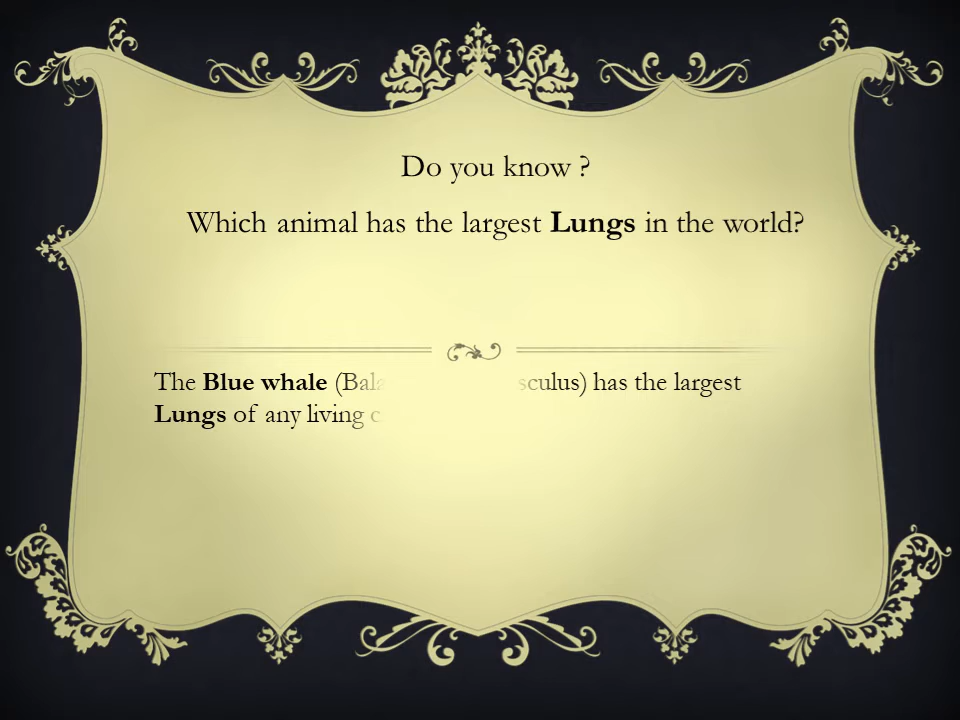 Do you know ?
Which animal has the largest Lungs in the world?
The Blue whale has the largest
Lungs of any living